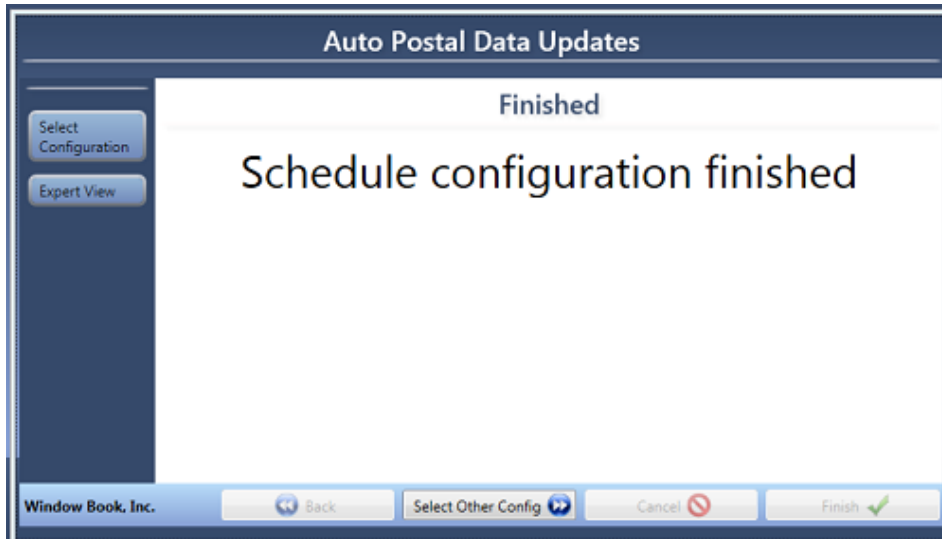 Auto Postal Data Updates
Finished
Select
Configuration
Expert View
Schedule configuration finished
Window Book, Inc.
Back
Select Other Config
Cancel
Finish